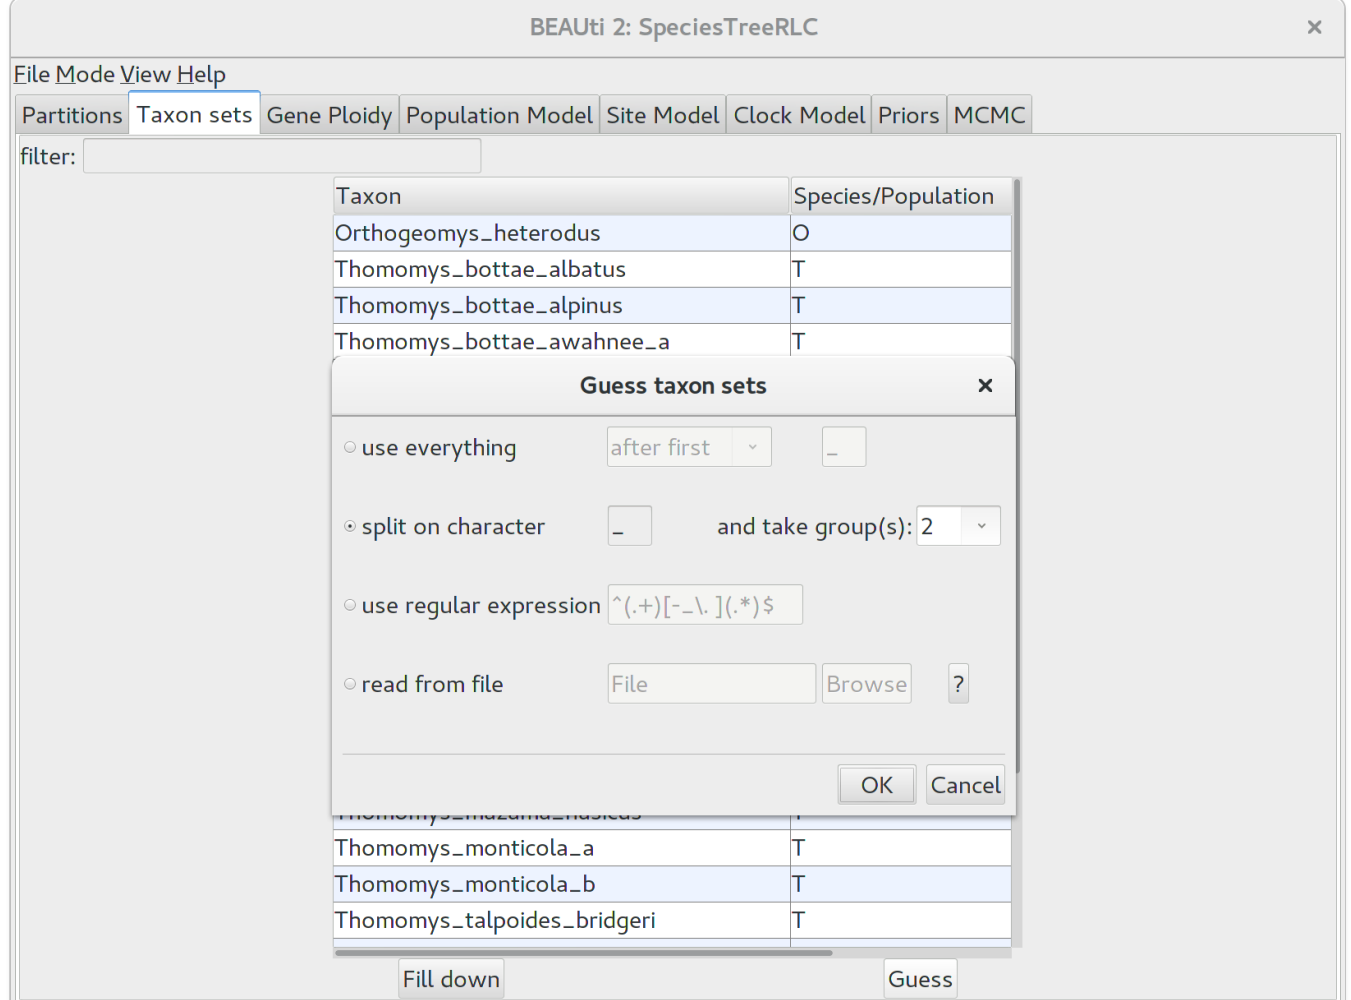 BEAUti 2: SpeciesTreeRLC ×
File Mode View Help
Partitions Taxon sets Gene Ploidy Population Model Site Model Clock Model Priors MCMC
filter:
Taxon Species/Population
Orthogeomys_heterodus O
Thomomys_bottae_albatus T
Thomomys_bottae_alpinus T
Thomomys_bottae_awahnee_a T
Guess taxon sets ×
use everything after first _
split on character _ and take group(s): 2
use regular expression ^(.+)[-_\. ](.*)$
read from file File Browse ?
OK Cancel
Thomomys_mazama_nasicus T
Thomomys_monticola_a T
Thomomys_monticola_b T
Thomomys_talpoides_bridgeri T
Fill down Guess